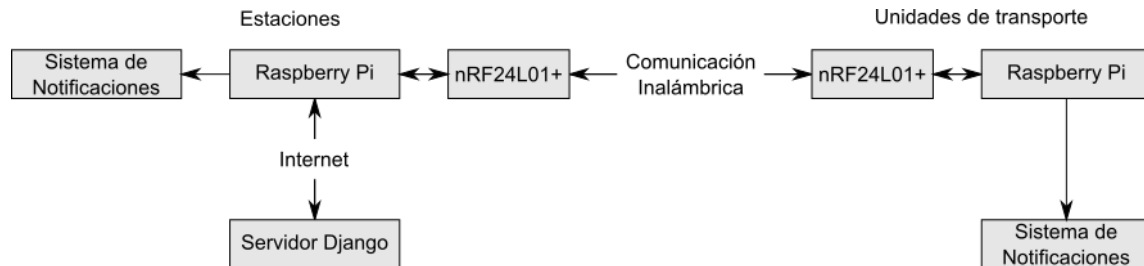 Estaciones
Unidades de transporte
Sistema de
Notificaciones
Raspberry Pi
nRF24L01+
Comunicación
Inalámbrica
nRF24L01+
Raspberry Pi
Internet
Servidor Django
Sistema de
Notificaciones